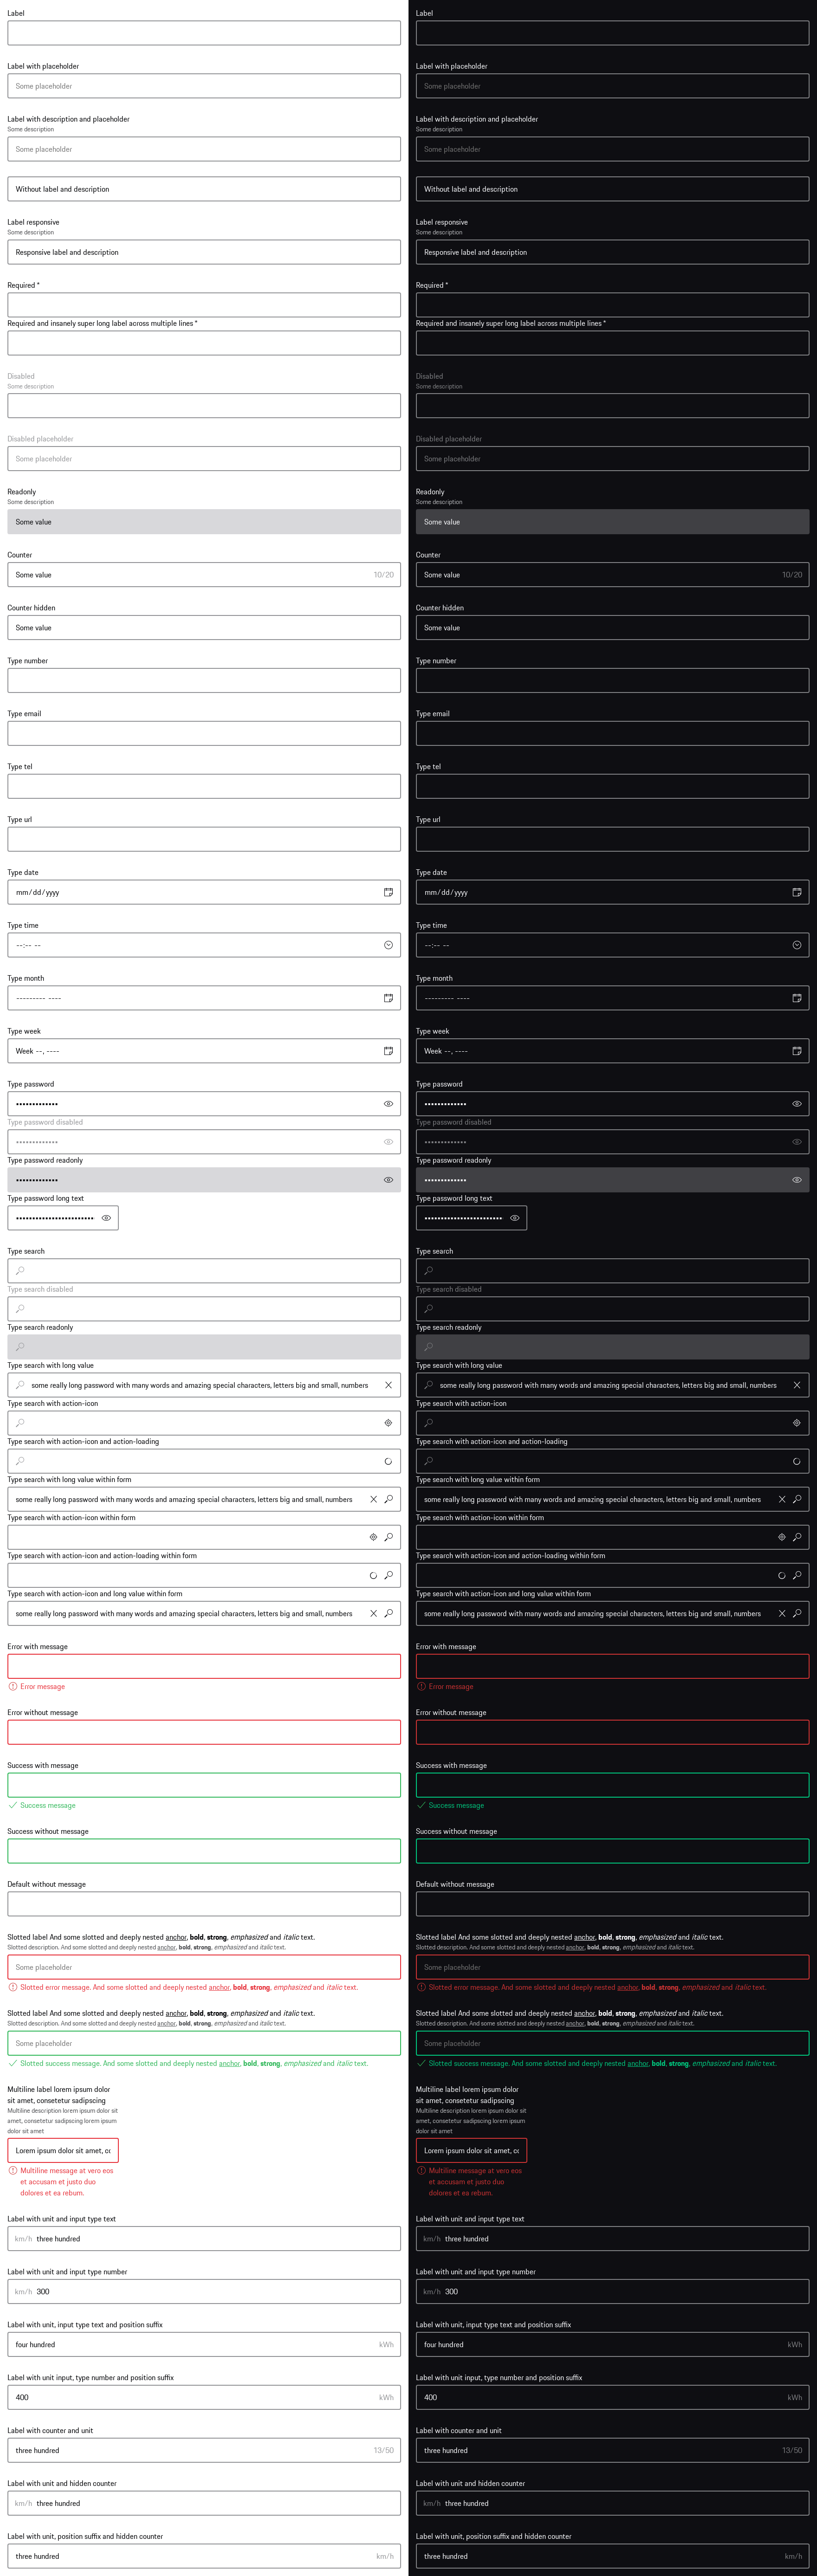 Label
Label with placeholder
Some placeholder
Label with description and placeholder
Some description
Some placeholder
Without label and description
Label responsive
Some description
Responsive label and description
Required *
Required and insanely super long label across multiple lines *
Disabled
Some description
Disabled placeholder
Some placeholder
Readonly
Some description
Some value
Counter
Some value 10/20
Counter hidden
Some value
Type number
Type email
Type tel
Type url
Type date
mm/dd/yyyy
Type time
--:-- --
Type month
--------- ----
Type week
Week --, ----
Type password
•••••••••••••
Type password disabled
•••••••••••••
Type password readonly
•••••••••••••
Type password long text
••••••••••••••••••••••••
Type search
Type search disabled
Type search readonly
Type search with long value
some really long password with many words and amazing special characters, letters big and small, numbers
Type search with action-icon
Type search with action-icon and action-loading
Type search with long value within form
some really long password with many words and amazing special characters, letters big and small, numbers
Type search with action-icon within form
Type search with action-icon and action-loading within form
Type search with action-icon and long value within form
some really long password with many words and amazing special characters, letters big and small, numbers
Error with message
Error message
Error without message
Success with message
Success message
Success without message
Default without message
Slotted label And some slotted and deeply nested anchor, bold, strong, emphasized and italic text.
Slotted description. And some slotted and deeply nested anchor, bold, strong, emphasized and italic text.
Some placeholder
Slotted error message. And some slotted and deeply nested anchor, bold, strong, emphasized and italic text.
Slotted label And some slotted and deeply nested anchor, bold, strong, emphasized and italic text.
Slotted description. And some slotted and deeply nested anchor, bold, strong, emphasized and italic text.
Some placeholder
Slotted success message. And some slotted and deeply nested anchor, bold, strong, emphasized and italic text.
Multiline label lorem ipsum dolor
sit amet, consetetur sadipscing
Multiline description lorem ipsum dolor sit
amet, consetetur sadipscing lorem ipsum
dolor sit amet
Lorem ipsum dolor sit amet, cc
Multiline message at vero eos
et accusam et justo duo
dolores et ea rebum.
Label with unit and input type text
km/h three hundred
Label with unit and input type number
km/h 300
Label with unit, input type text and position suffix
four hundred kWh
Label with unit input, type number and position suffix
400 kWh
Label with counter and unit
three hundred 13/50
Label with unit and hidden counter
km/h three hundred
Label with unit, position suffix and hidden counter
three hundred km/h
Label
Label with placeholder
Some placeholder
Label with description and placeholder
Some description
Some placeholder
Without label and description
Label responsive
Some description
Responsive label and description
Required *
Required and insanely super long label across multiple lines *
Disabled
Some description
Disabled placeholder
Some placeholder
Readonly
Some description
Some value
Counter
Some value 10/20
Counter hidden
Some value
Type number
Type email
Type tel
Type url
Type date
mm/dd/yyyy
Type time
--:-- --
Type month
--------- ----
Type week
Week --, ----
Type password
•••••••••••••
Type password disabled
•••••••••••••
Type password readonly
•••••••••••••
Type password long text
••••••••••••••••••••••••
Type search
Type search disabled
Type search readonly
Type search with long value
some really long password with many words and amazing special characters, letters big and small, numbers
Type search with action-icon
Type search with action-icon and action-loading
Type search with long value within form
some really long password with many words and amazing special characters, letters big and small, numbers
Type search with action-icon within form
Type search with action-icon and action-loading within form
Type search with action-icon and long value within form
some really long password with many words and amazing special characters, letters big and small, numbers
Error with message
Error message
Error without message
Success with message
Success message
Success without message
Default without message
Slotted label And some slotted and deeply nested anchor, bold, strong, emphasized and italic text.
Slotted description. And some slotted and deeply nested anchor, bold, strong, emphasized and italic text.
Some placeholder
Slotted error message. And some slotted and deeply nested anchor, bold, strong, emphasized and italic text.
Slotted label And some slotted and deeply nested anchor, bold, strong, emphasized and italic text.
Slotted description. And some slotted and deeply nested anchor, bold, strong, emphasized and italic text.
Some placeholder
Slotted success message. And some slotted and deeply nested anchor, bold, strong, emphasized and italic text.
Multiline label lorem ipsum dolor
sit amet, consetetur sadipscing
Multiline description lorem ipsum dolor sit
amet, consetetur sadipscing lorem ipsum
dolor sit amet
Lorem ipsum dolor sit amet, cc
Multiline message at vero eos
et accusam et justo duo
dolores et ea rebum.
Label with unit and input type text
km/h three hundred
Label with unit and input type number
km/h 300
Label with unit, input type text and position suffix
four hundred kWh
Label with unit input, type number and position suffix
400 kWh
Label with counter and unit
three hundred 13/50
Label with unit and hidden counter
km/h three hundred
Label with unit, position suffix and hidden counter
three hundred km/h